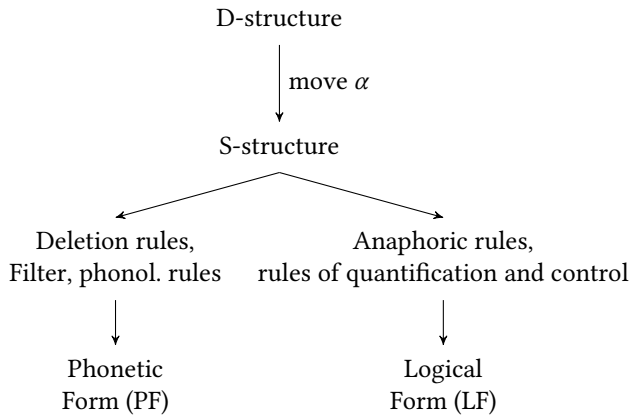 D-structure
move α
S-structure
Deletion rules,
Filter, phonol. rules
Anaphoric rules,
rules of quantification and control
Phonetic
Form (PF)
Logical
Form (LF)